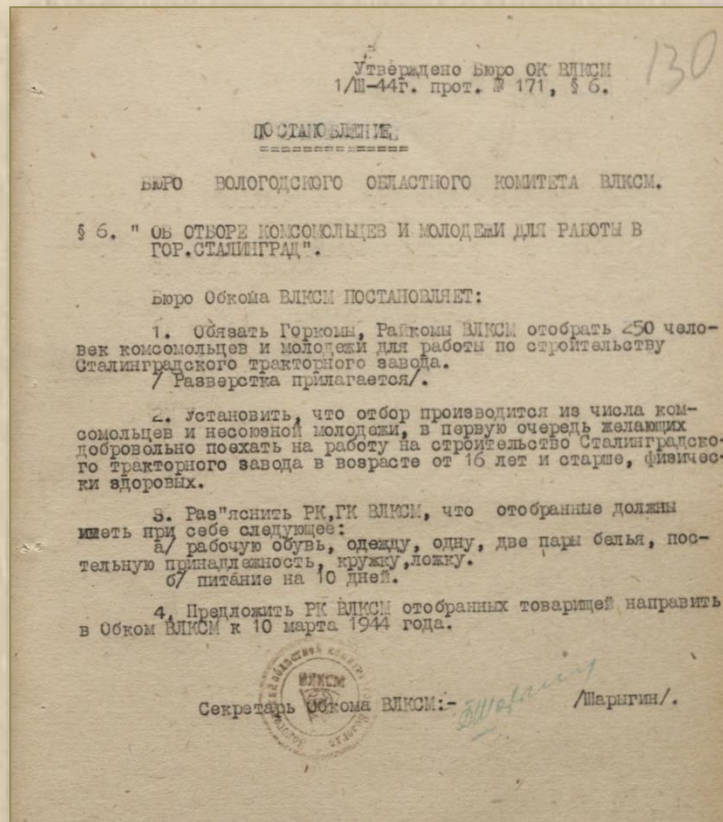 130
Утверждено Бюро ОК ВЛКСМ
1/Ш-44г. прот. № 171, § 6.
ПОСТАНОВЛЕНИЕ
=============
БЮРО ВОЛОГОДСКОГО ОБЛАСТНОГО КОМИТЕТА ВЛКСМ.
§ 6. " ОБ ОТБОРЕ КОМСОМОЛЬЦЕВ И МОЛОДЕЖИ ДЛЯ РАБОТЫ В
ГОР.СТАЛИНГРАД".
Бюро Обкома ВЛКСМ ПОСТАНОВЛЯЕТ:
1. Обязать Горкомы, Райкомы ВЛКСМ отобрать 250 чело-
век комсомольцев и молодежи для работы по строительству
Сталинградского тракторного завода.
/ Разверстка прилагается/.
2. Установить, что отбор производится из числа ком-
сомольцев и несоюзной молодежи, в первую очередь желающих
добровольно поехать на работу на строительство Сталинградско-
го тракторного завода в возрасте от 16 лет и старше, физичес-
ки здоровых.
3. Раз"яснить РК,ГК ВЛКСМ, что отобранные должны
иметь при себе следующее:
а/ рабочую обувь, одежду, одну, две пары белья, пос-
тельную принадлежность, кружку,ложку.
б/ питание на 10 дней.
4, Предложить РК ВЛКСМ отобранных товарищей направить
в Обком ВЛКСМ к 10 марта 1944 года.
ВЛКСМ
Секретарь Обкома ВЛКСМ:- /Шарыгин/.